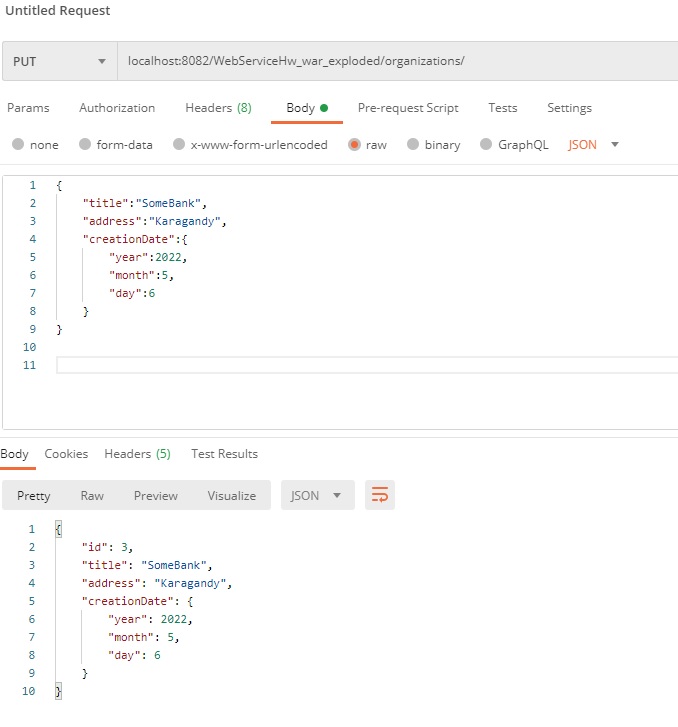 Untitled Request
PUT localhost:8082/WebServiceHw_war_exploded/organizations/
Params Authorization Headers (8) Body Pre-request Script Tests Settings
none form-data x-www-form-urlencoded raw binary GraphQL JSON
1 {
2 "title":"SomeBank",
3 "address":"Karagandy",
4 "creationDate":{
5 "year":2022,
6 "month":5,
7 "day":6
8 }
9 }
10
11
Body Cookies Headers (5) Test Results
Pretty Raw Preview Visualize JSON
1 {
2 "id": 3,
3 "title": "SomeBank",
4 "address": "Karagandy",
5 "creationDate": {
6 "year": 2022,
7 "month": 5,
8 "day": 6
9 }
10 }